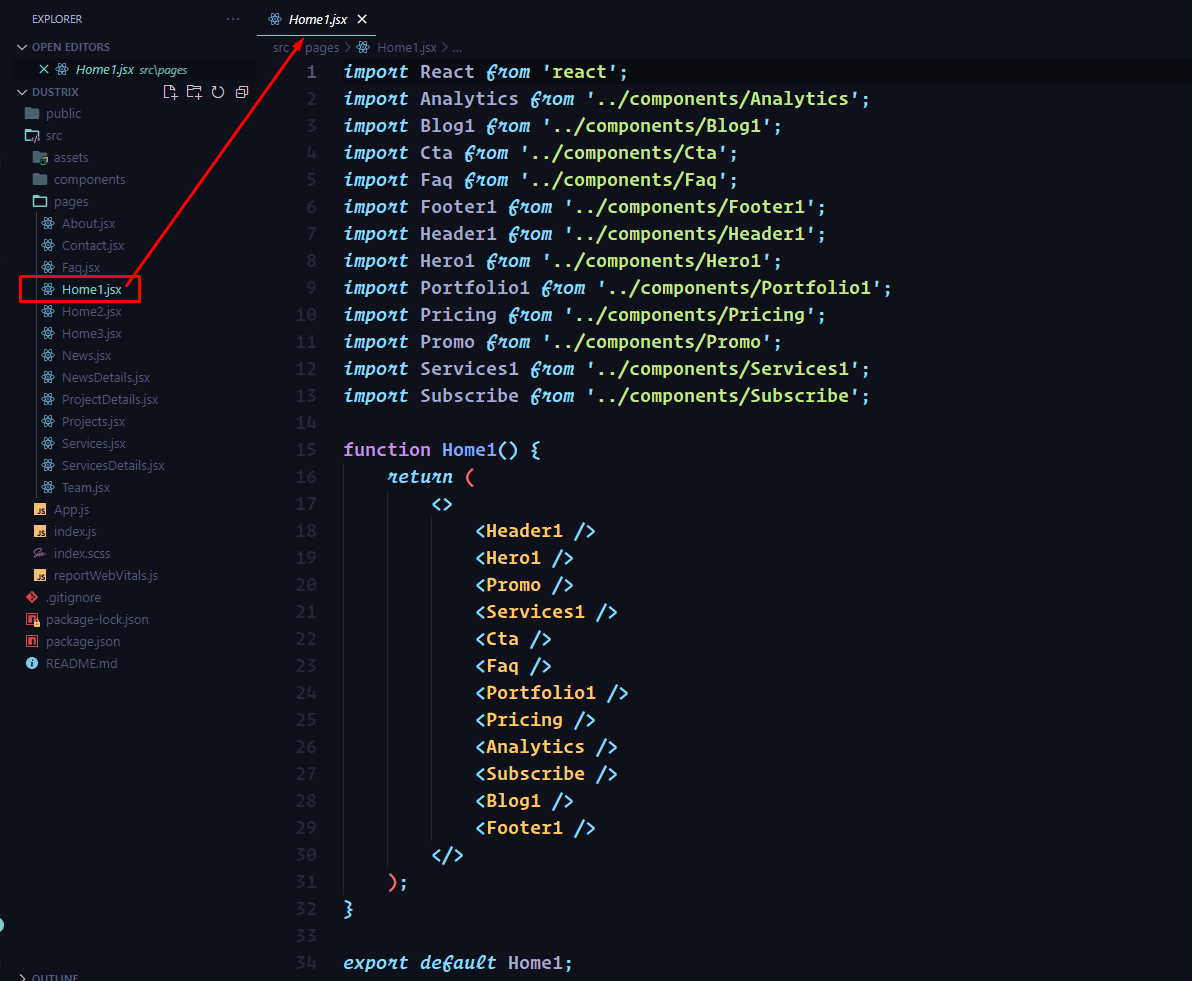 EXPLORER
OPEN EDITORS
Home1.jsx src\pages
DUSTRIX
public
src
assets
components
pages
About.jsx
Contact.jsx
Faq.jsx
Home1.jsx
Home2.jsx
Home3.jsx
News.jsx
NewsDetails.jsx
ProjectDetails.jsx
Projects.jsx
Services.jsx
ServicesDetails.jsx
Team.jsx
App.js
index.js
index.scss
reportWebVitals.js
.gitignore
package-lock.json
package.json
README.md
OUTLINE
Home1.jsx
src > pages > Home1.jsx > ...
1 import React from 'react';
2 import Analytics from '../components/Analytics';
3 import Blog1 from '../components/Blog1';
4 import Cta from '../components/Cta';
5 import Faq from '../components/Faq';
6 import Footer1 from '../components/Footer1';
7 import Header1 from '../components/Header1';
8 import Hero1 from '../components/Hero1';
9 import Portfolio1 from '../components/Portfolio1';
10 import Pricing from '../components/Pricing';
11 import Promo from '../components/Promo';
12 import Services1 from '../components/Services1';
13 import Subscribe from '../components/Subscribe';
14
15 function Home1() {
16 return (
17 <>
18 <Header1 />
19 <Hero1 />
20 <Promo />
21 <Services1 />
22 <Cta />
23 <Faq />
24 <Portfolio1 />
25 <Pricing />
26 <Analytics />
27 <Subscribe />
28 <Blog1 />
29 <Footer1 />
30 </>
31 );
32 }
33
34 export default Home1;